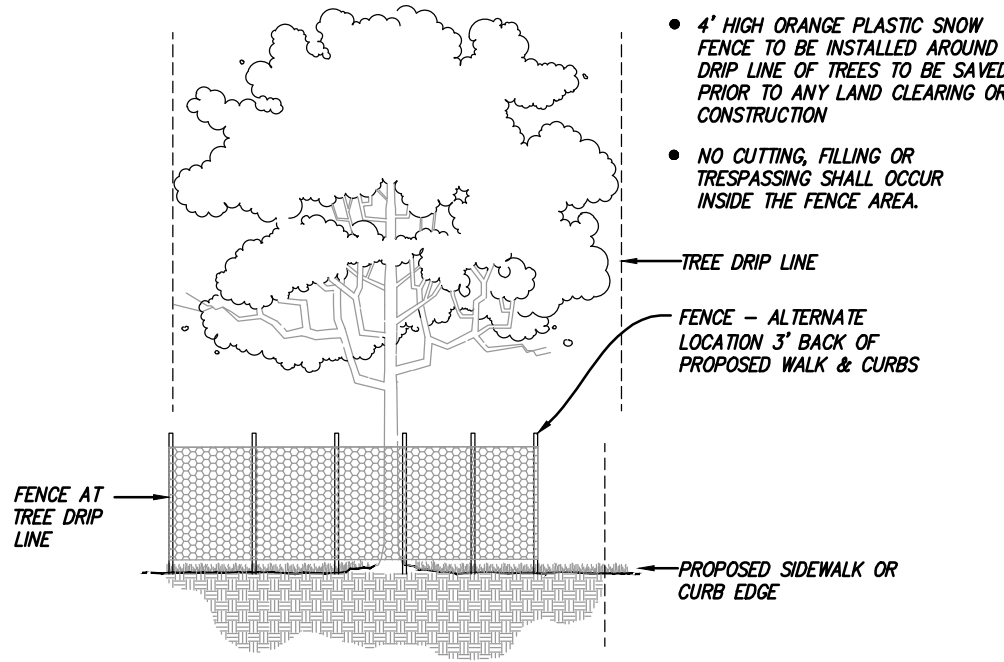 ● 4' HIGH ORANGE PLASTIC SNOW
FENCE TO BE INSTALLED AROUND
DRIP LINE OF TREES TO BE SAVED
PRIOR TO ANY LAND CLEARING OR
CONSTRUCTION
● NO CUTTING, FILLING OR
TRESPASSING SHALL OCCUR
INSIDE THE FENCE AREA.
TREE DRIP LINE
FENCE – ALTERNATE
LOCATION 3' BACK OF
PROPOSED WALK & CURBS
FENCE AT
TREE DRIP
LINE
PROPOSED SIDEWALK OR
CURB EDGE